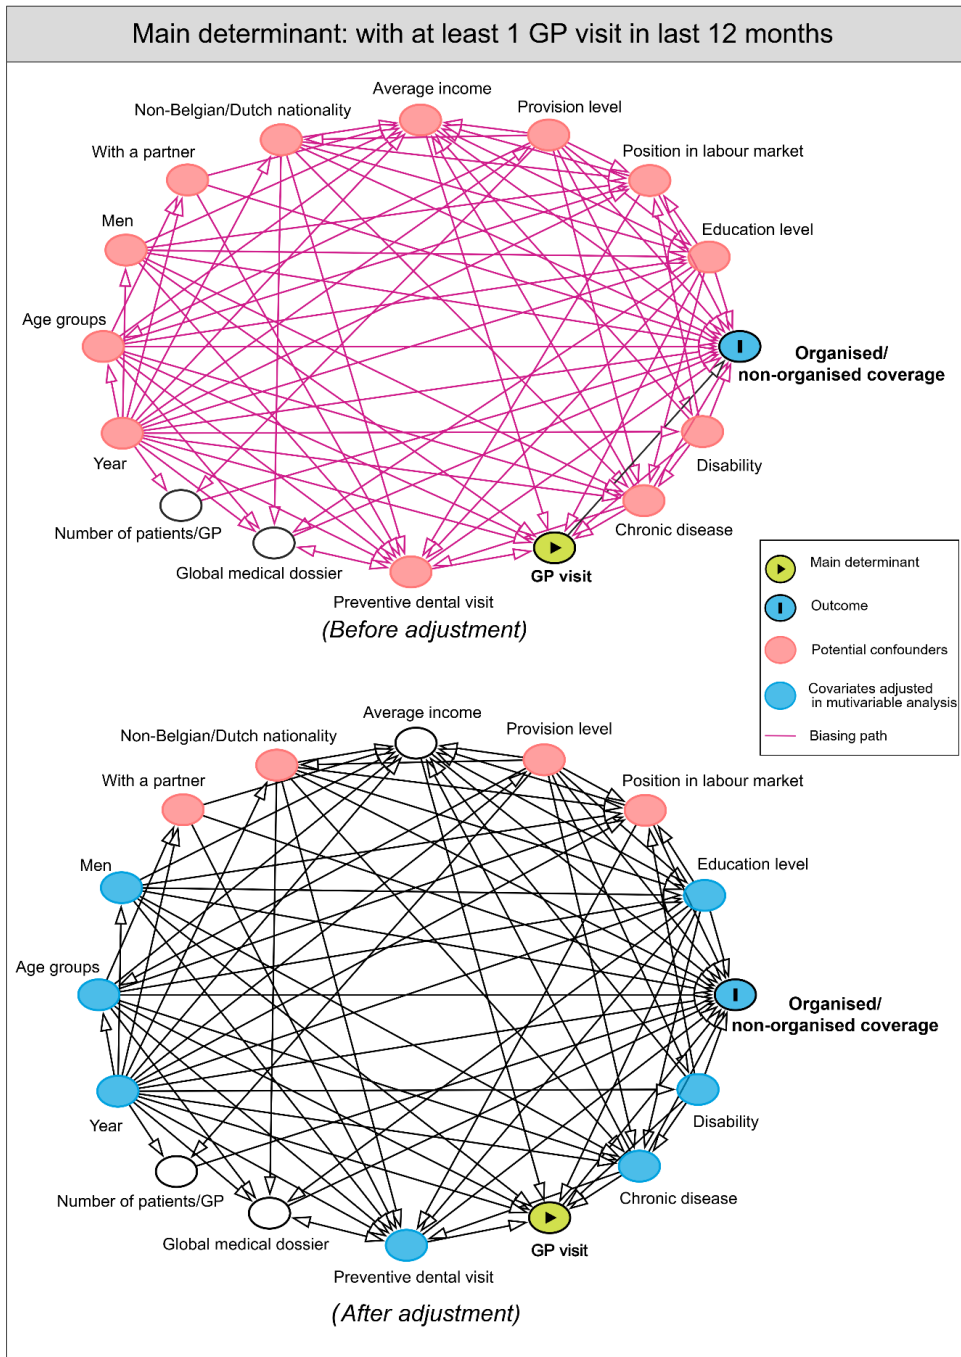 Main determinant: with at least 1 GP visit in last 12 months
Average income
Non-Belgian/Dutch nationality
Provision level
With a partner
Position in labour market
Men
Education level
Age groups
Organised/
non-organised coverage
Year
Disability
Number of patients/GP
Chronic disease
Global medical dossier
GP visit
Preventive dental visit
(Before adjustment)
Main determinant
Outcome
Potential confounders
Covariates adjusted
in mutivariable analysis
Biasing path
Average income
Non-Belgian/Dutch nationality
Provision level
With a partner
Position in labour market
Men
Education level
Age groups
Organised/
non-organised coverage
Year
Disability
Number of patients/GP
Chronic disease
Global medical dossier
GP visit
Preventive dental visit
(After adjustment)